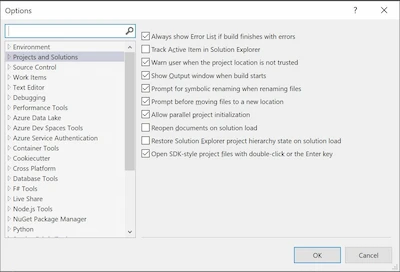 Options
Environment
Projects and Solutions
Source Control
Work Items
Text Editor
Debugging
Performance Tools
Azure Data Lake
Azure Dev Spaces Tools
Azure Service Authentication
Container Tools
Cookiecutter
Cross Platform
Database Tools
F# Tools
Live Share
Node.js Tools
NuGet Package Manager
Python
Always show Error List if build finishes with errors
Track Active Item in Solution Explorer
Warn user when the project location is not trusted
Show Output window when build starts
Prompt for symbolic renaming when renaming files
Prompt before moving files to a new location
Allow parallel project initialization
Reopen documents on solution load
Restore Solution Explorer project hierarchy state on solution load
Open SDK-style project files with double-click or the Enter key
OK
Cancel